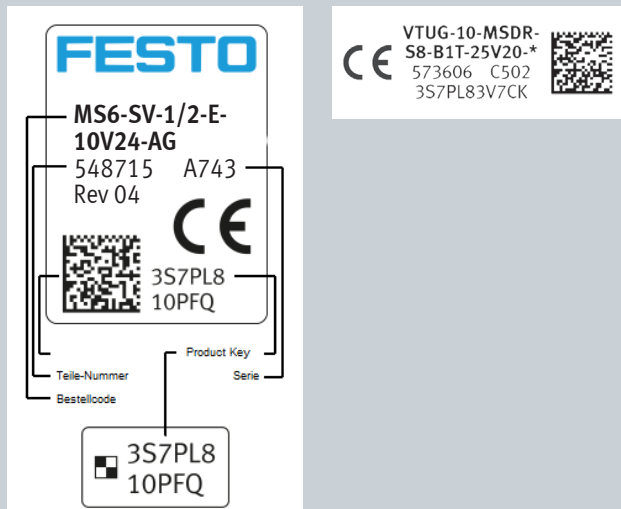 FESTO
MS6-SV-1/2-E-
10V24-AG
548715 A743
Rev 04
CE
3S7PL8
10PFQ
Product Key
Teile-Nummer Serie
Bestellcode
3S7PL8
10PFQ
CE
VTUG-10-MSDR-
S8-B1T-25V20-*
573606 C502
3S7PL83V7CK